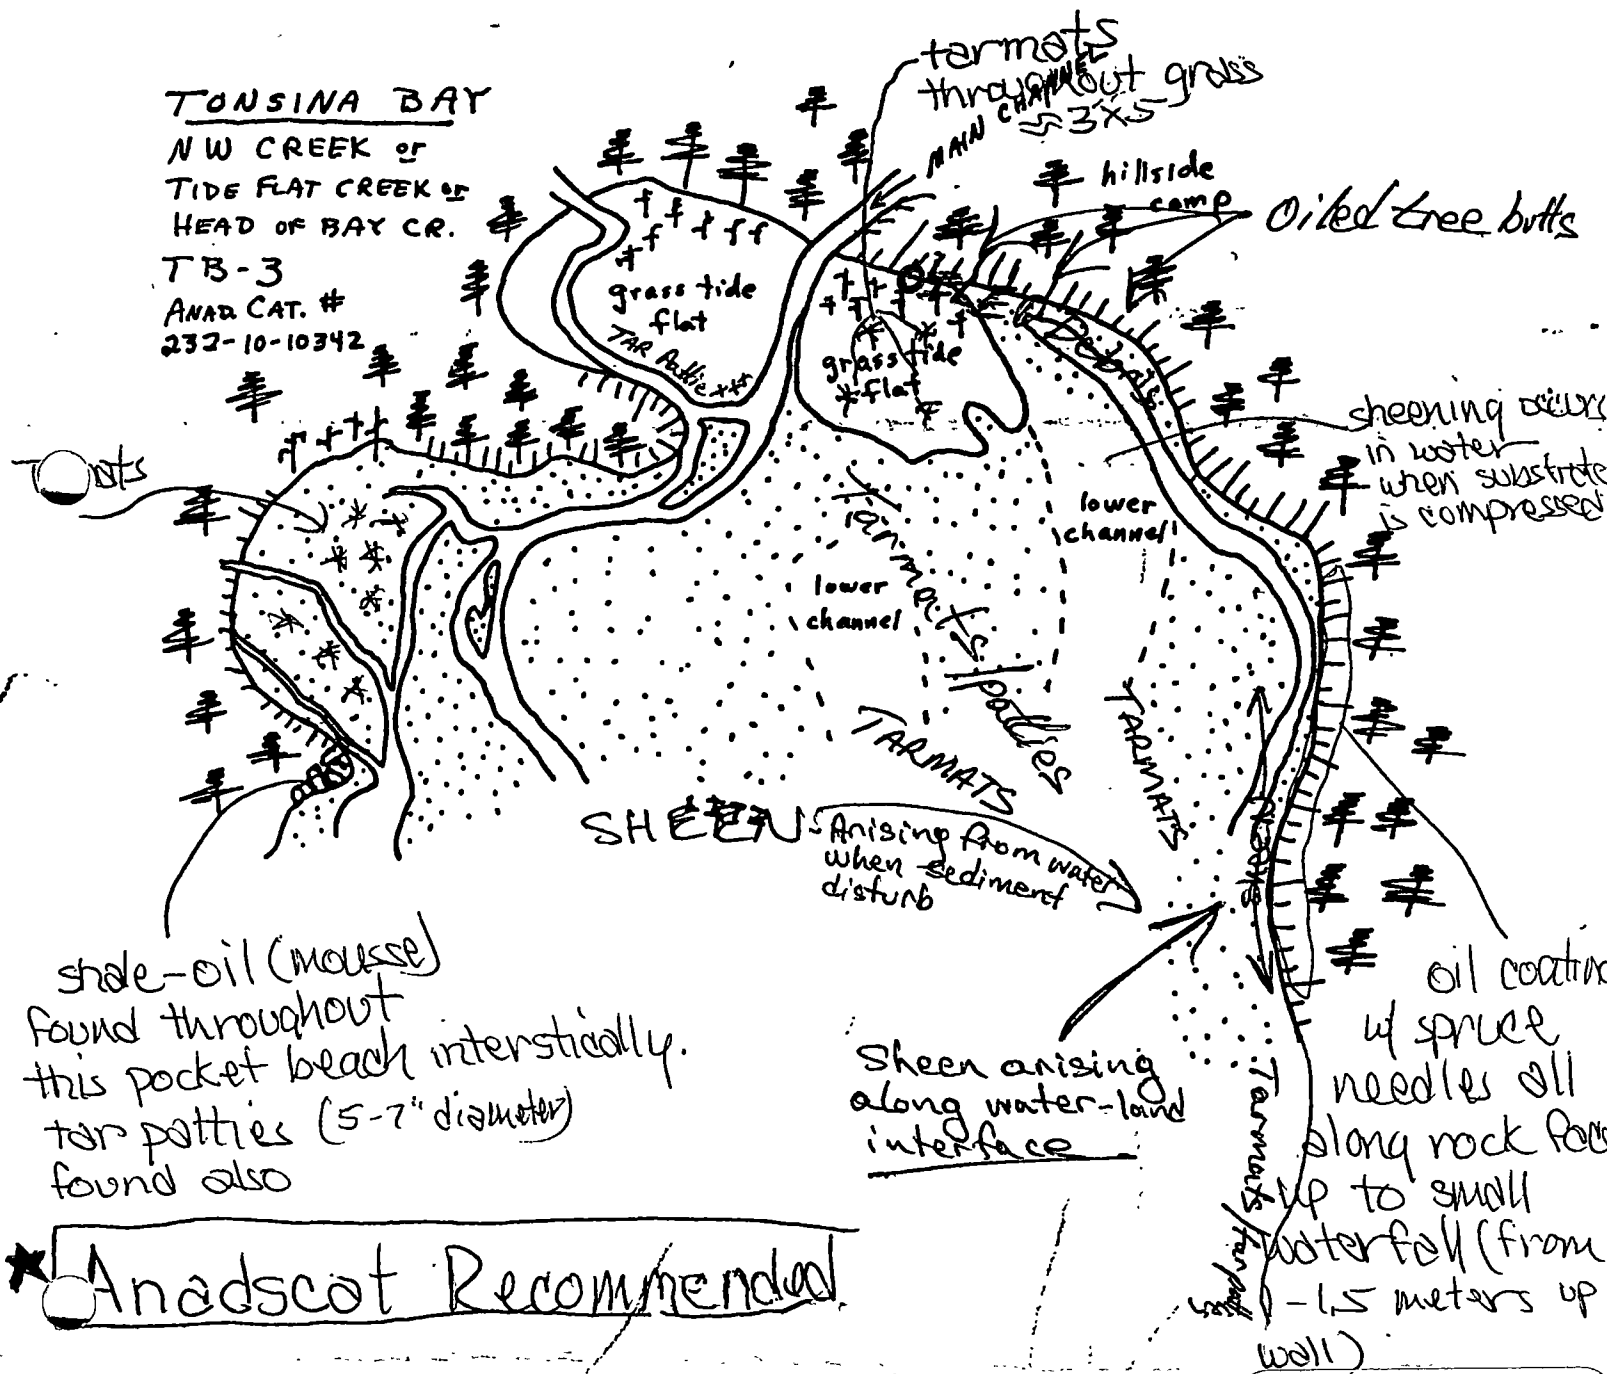 TONSINA BAY
NW CREEK or
TIDE FLAT CREEK or
HEAD OF BAY CR.
TB-3
ANAD. CAT. #
232-10-10342
tarmats
throughout grass
≈ 3x5
MAIN CHANNEL
hillside
camp
Oiled tree butts
grass tide
flat
TAR Pattie
grass tide
flat
Debris
sheening occurs
in water
when substrate
is compressed
lower
channel
lower
channel
Tarmats/patties
TARMATS
TARMATS
SHEEN
Arising from water
when sediment
disturb
shale-oil (mousse)
found throughout
this pocket beach interstically.
tar patties (5-7" diameter)
found also
Sheen arising
along water-land
interface
oil coatin
w/ spruce
needles all
along rock fac
up to small
waterfall (from
-1.5 meters up
wall)
Tarmats/tar patties
Anadscat Recommended